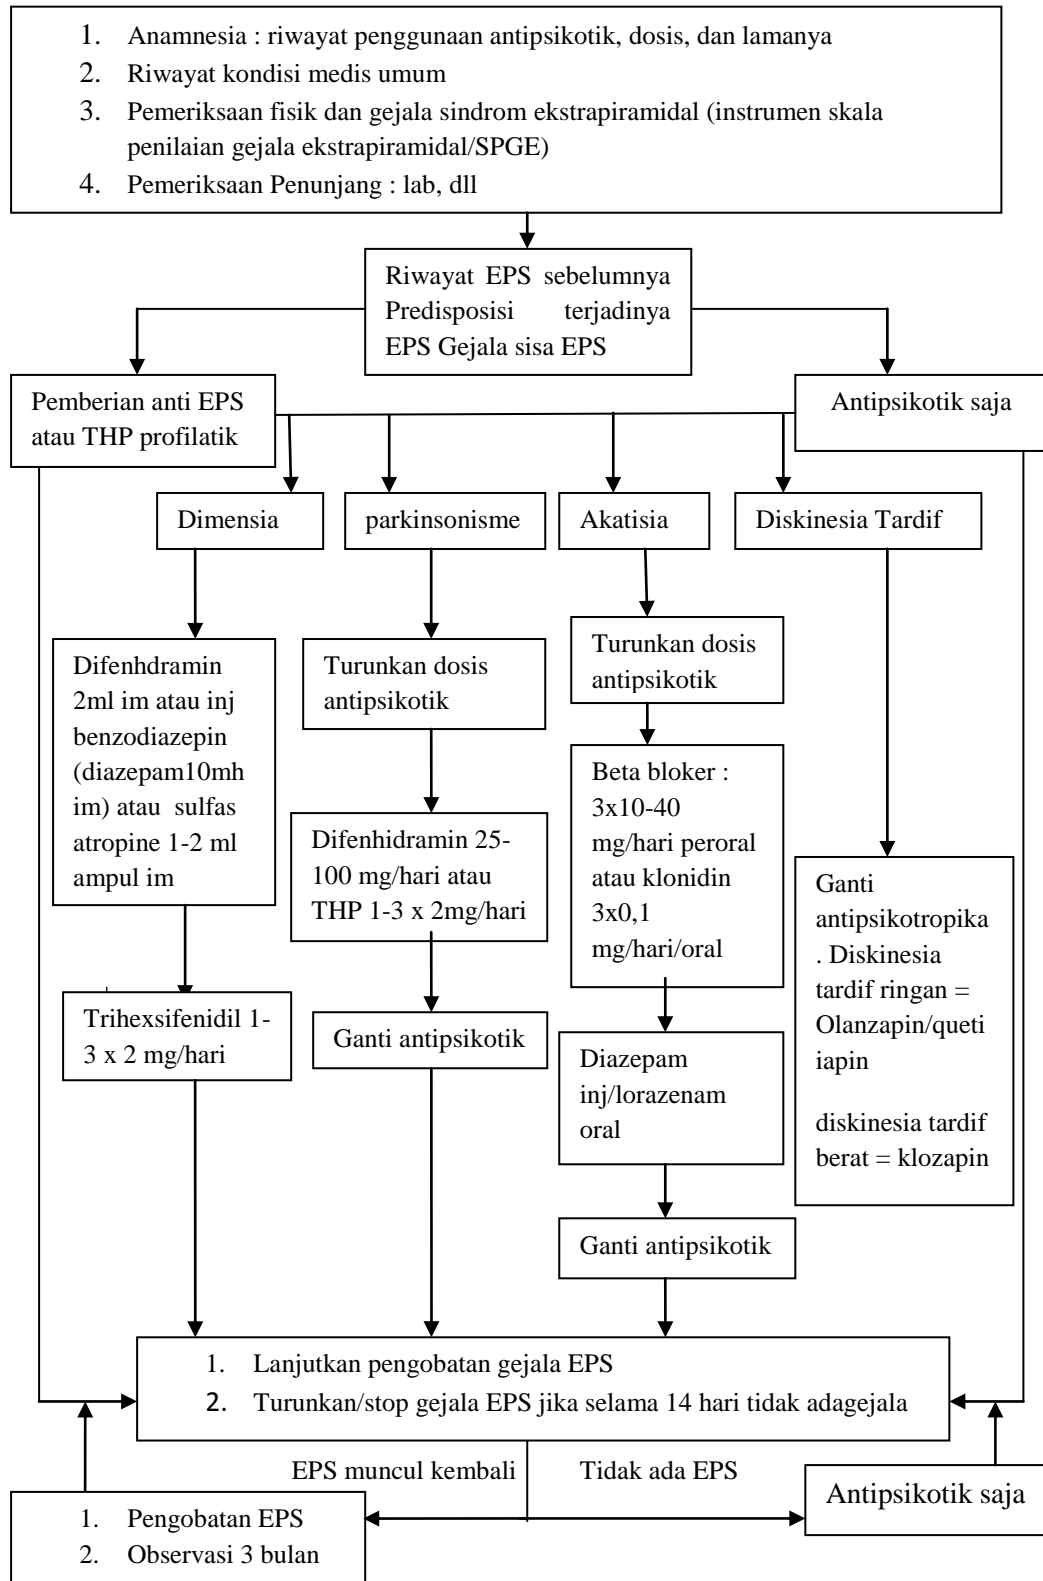 1. Anamnesia : riwayat penggunaan antipsikotik, dosis, dan lamanya
2. Riwayat kondisi medis umum
3. Pemeriksaan fisik dan gejala sindrom ekstrapiramidal (instrumen skala
penilaian gejala ekstrapiramidal/SPGE)
4. Pemeriksaan Penunjang : lab, dll
Riwayat EPS sebelumnya
Predisposisi terjadinya
EPS Gejala sisa EPS
Pemberian anti EPS
atau THP profilatik
Antipsikotik saja
Dimensia
parkinsonisme
Akatisia
Diskinesia Tardif
Difenhdramin
2ml im atau inj
benzodiazepin
(diazepam10mh
im) atau sulfas
atropine 1-2 ml
ampul im
Trihexsifenidil 1-
3 x 2 mg/hari
Turunkan dosis
antipsikotik
Difenhidramin 25-
100 mg/hari atau
THP 1-3 x 2mg/hari
Ganti antipsikotik
Turunkan dosis
antipsikotik
Beta bloker :
3x10-40
mg/hari peroral
atau klonidin
3x0,1
mg/hari/oral
Diazepam
inj/lorazenam
oral
Ganti antipsikotik
Ganti
antipsikotropika
. Diskinesia
tardif ringan =
Olanzapin/queti
iapin
diskinesia tardif
berat = klozapin
1. Lanjutkan pengobatan gejala EPS
2. Turunkan/stop gejala EPS jika selama 14 hari tidak adagejala
EPS muncul kembali
Tidak ada EPS
1. Pengobatan EPS
2. Observasi 3 bulan
Antipsikotik saja